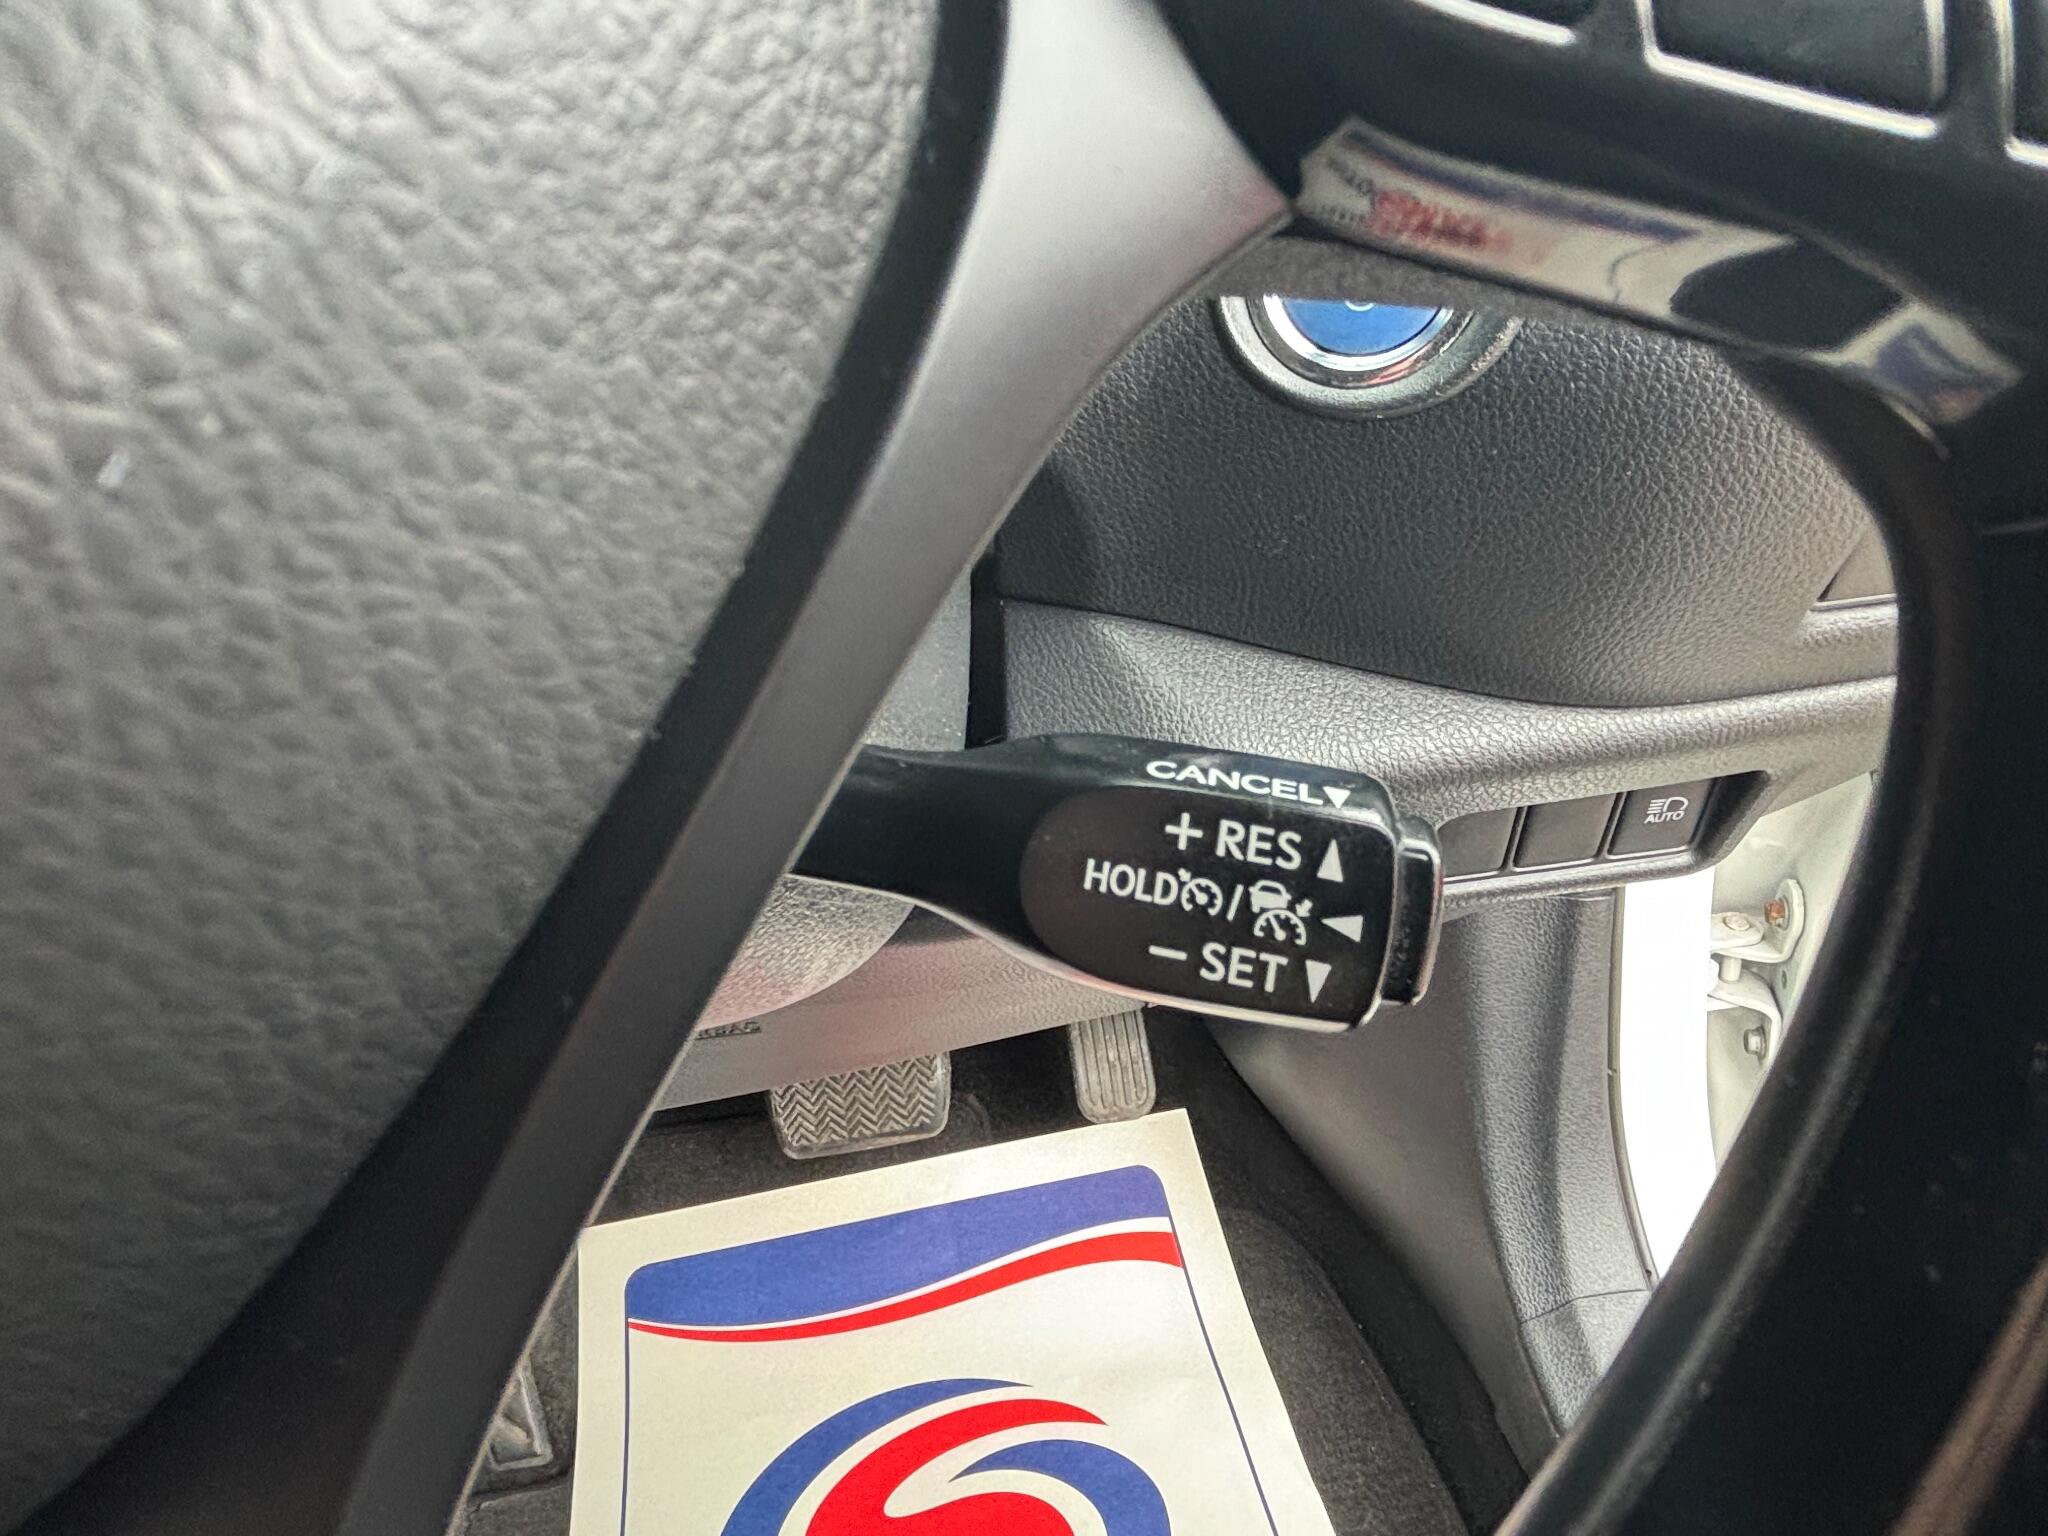 CANCEL▼
+ RES ▲
HOLD / ◀
− SET ▼
AUTO